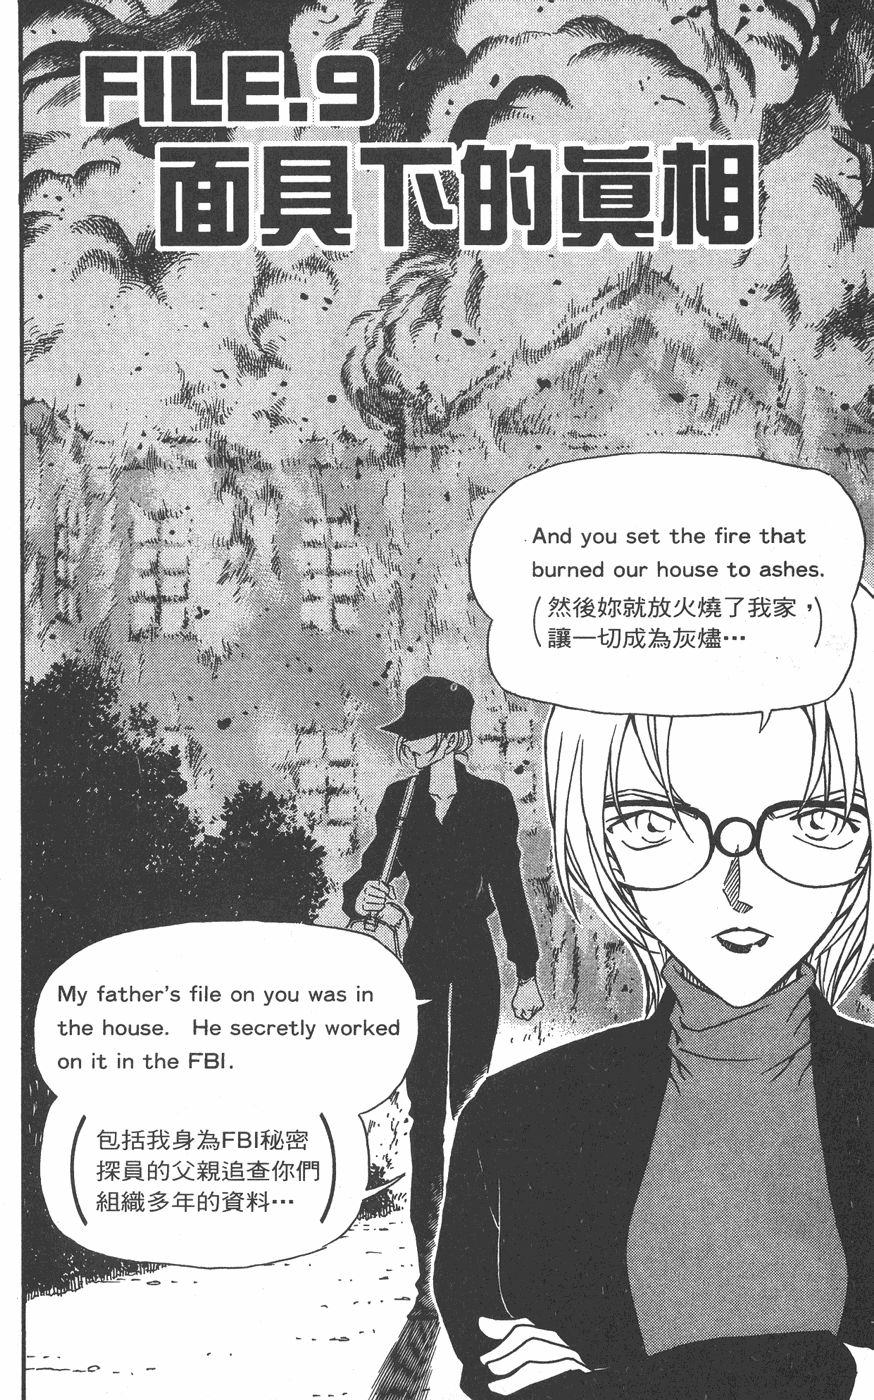 FILE.9
面具下的眞相
And you set the fire that
burned our house to ashes.
(然後妳就放火燒了我家，
讓一切成為灰燼…)
My father's file on you was in
the house. He secretly worked
on it in the FBI.
(包括我身為FBI秘密
探員的父親追查你們
組織多年的資料…)